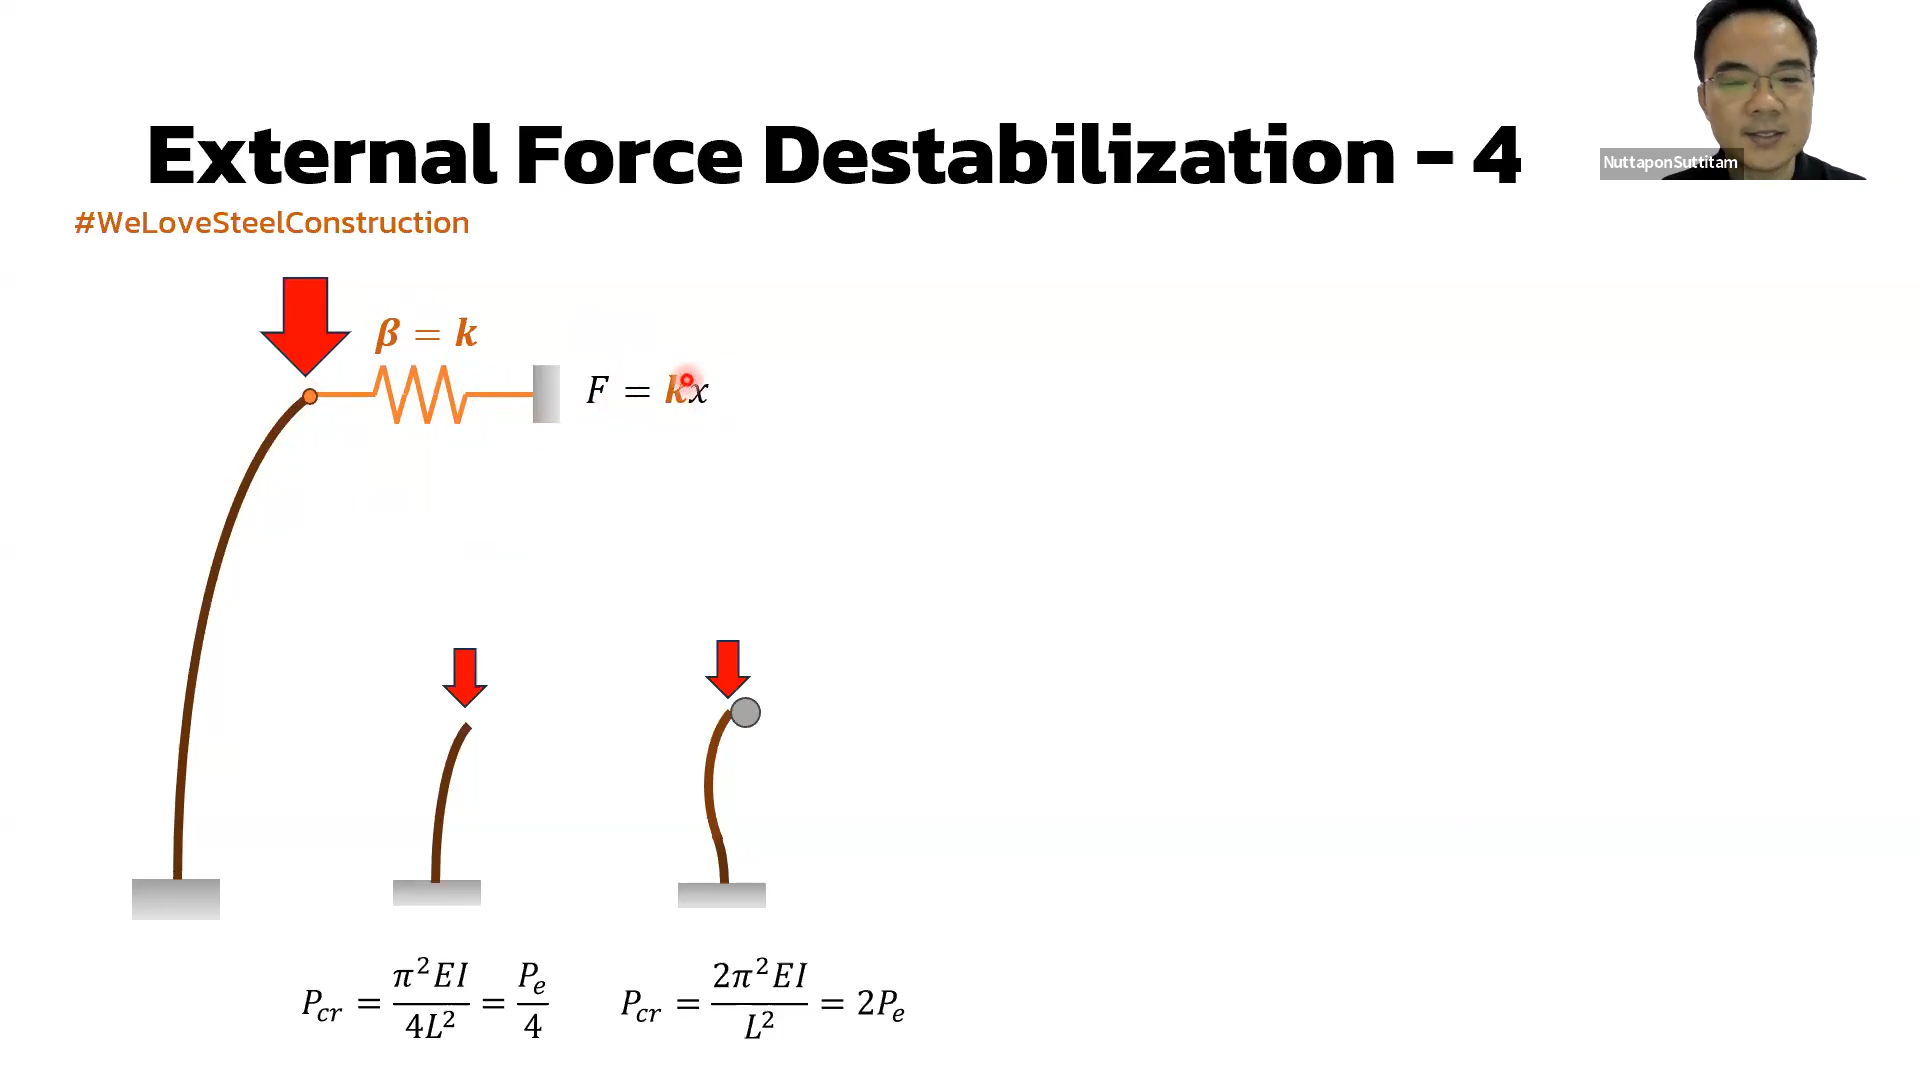 External Force Destabilization - 4
NuttaponSuttitam
#WeLoveSteelConstruction
β = k
F = kx
P_cr = π²EI / 4L² = P_e / 4
P_cr = 2π²EI / L² = 2P_e